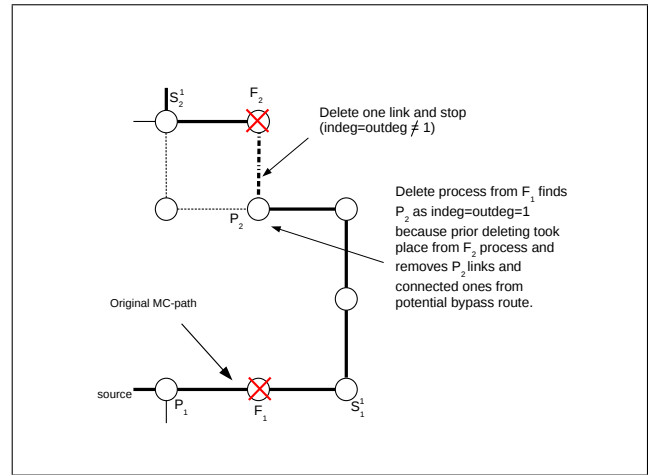 F2
S2^1
Delete one link and stop
(indeg=outdeg ≠ 1)
Delete process from F1 finds
P2 as indeg=outdeg=1
because prior deleting took
place from F2 process and
removes P2 links and
connected ones from
potential bypass route.
P2
Original MC-path
source
P1
F1
S1^1